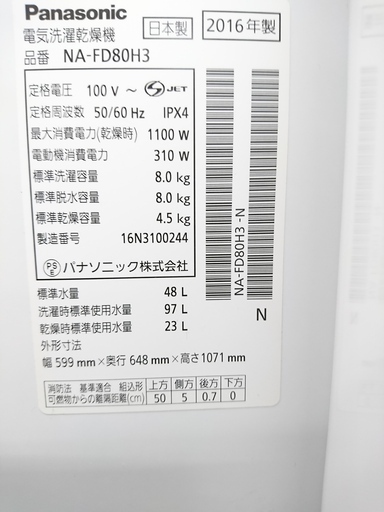 Panasonic
電気洗濯乾燥機 日本製 2016年製
品番 NA-FD80H3
定格電圧 100 V～ S JET
定格周波数 50/60 Hz IPX4
最大消費電力(乾燥時) 1100 W
電動機消費電力 310 W
標準洗濯容量 8.0 kg
標準脱水容量 8.0 kg
標準乾燥容量 4.5 kg
製造番号 16N3100244
PSE パナソニック株式会社
標準水量 48 L
洗濯時標準使用水量 97 L
乾燥時標準使用水量 23 L
外形寸法
幅 599 mm×奥行 648 mm×高さ1071 mm
消防法 基準適合 組込形 上方 側方 後方 下方
可燃物からの離隔距離(cm) 50 5 0.7 0
NA-FD80H3 -N
N